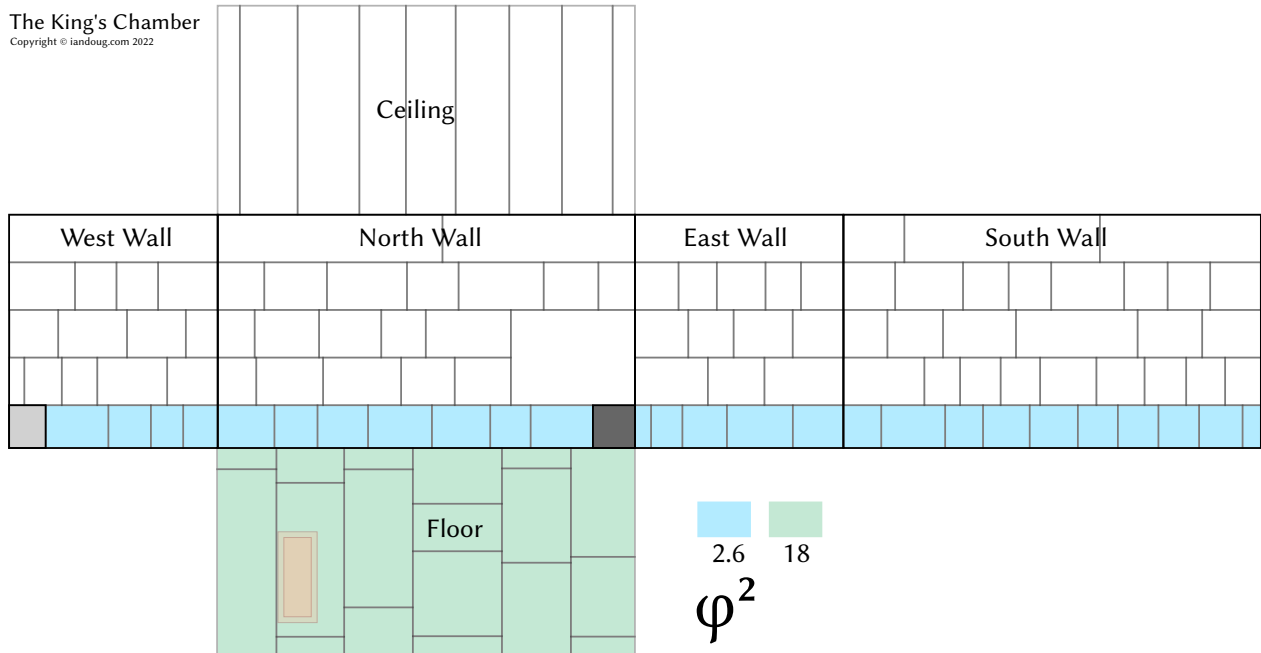 The King's Chamber
Copyright © iandoug.com 2022
Ceiling
West Wall
North Wall
East Wall
South Wall
Floor
2.6
18
φ²